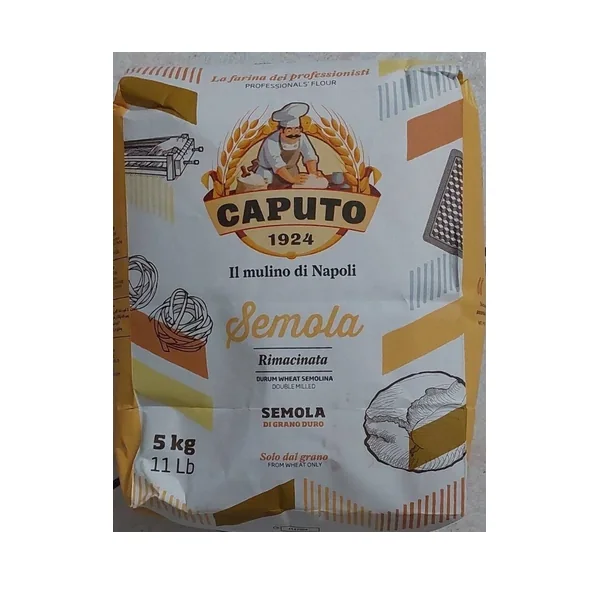 La farina dei professionisti
PROFESSIONALS' FLOUR
CAPUTO
1924
Il mulino di Napoli
Semola
Rimacinata
DURUM WHEAT SEMOLINA
DOUBLE MILLED
SEMOLA
DI GRANO DURO
5 kg
11 Lb
Solo dal grano
FROM WHEAT ONLY